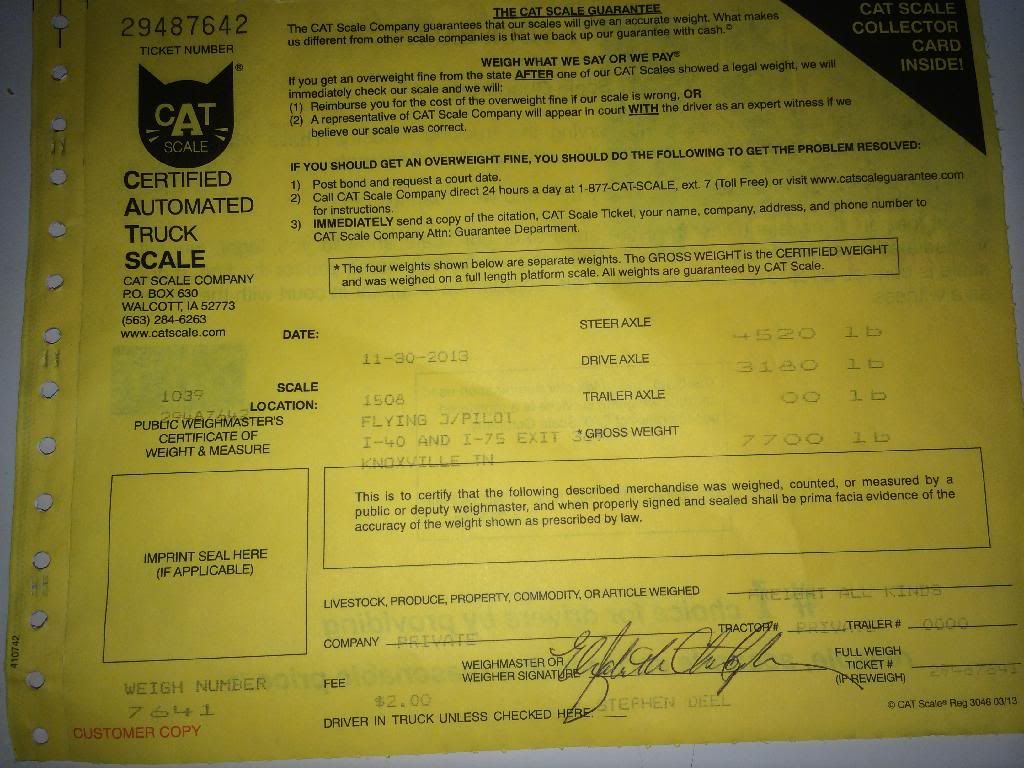 29487642
TICKET NUMBER
CAT
SCALE
®
CERTIFIED
AUTOMATED
TRUCK
SCALE
CAT SCALE COMPANY
P.O. BOX 630
WALCOTT, IA 52773
(563) 284-6263
www.catscale.com
THE CAT SCALE GUARANTEE
The CAT Scale Company guarantees that our scales will give an accurate weight. What makes
us different from other scale companies is that we back up our guarantee with cash.©
WEIGH WHAT WE SAY OR WE PAY®
If you get an overweight fine from the state AFTER one of our CAT Scales showed a legal weight, we will
immediately check our scale and we will:
(1) Reimburse you for the cost of the overweight fine if our scale is wrong, OR
(2) A representative of CAT Scale Company will appear in court WITH the driver as an expert witness if we
believe our scale was correct.
CAT SCALE
COLLECTOR
CARD
INSIDE!
IF YOU SHOULD GET AN OVERWEIGHT FINE, YOU SHOULD DO THE FOLLOWING TO GET THE PROBLEM RESOLVED:
1) Post bond and request a court date.
2) Call CAT Scale Company direct 24 hours a day at 1-877-CAT-SCALE, ext. 7 (Toll Free) or visit www.catscaleguarantee.com
for instructions.
3) IMMEDIATELY send a copy of the citation, CAT Scale Ticket, your name, company, address, and phone number to
CAT Scale Company Attn: Guarantee Department.
*The four weights shown below are separate weights. The GROSS WEIGHT is the CERTIFIED WEIGHT
and was weighed on a full length platform scale. All weights are guaranteed by CAT Scale.
DATE:
11-30-2013
STEER AXLE 4520 lb
DRIVE AXLE 3180 lb
TRAILER AXLE 00 lb
*GROSS WEIGHT 7700 lb
SCALE
LOCATION:
1508
FLYING J/PILOT
I-40 AND I-75 EXIT
KNOXVILLE TN
1039
PUBLIC WEIGHMASTER'S
CERTIFICATE OF
WEIGHT & MEASURE
IMPRINT SEAL HERE
(IF APPLICABLE)
This is to certify that the following described merchandise was weighed, counted, or measured by a
public or deputy weighmaster, and when properly signed and sealed shall be prima facia evidence of the
accuracy of the weight shown as prescribed by law.
LIVESTOCK, PRODUCE, PROPERTY, COMMODITY, OR ARTICLE WEIGHED FREIGHT ALL KINDS
COMPANY PRIVATE TRACTOR# PRIVATE TRAILER # 0000
WEIGHMASTER OR
WEIGHER SIGNATURE
STEPHEN DEEL
FULL WEIGH
TICKET #
(IF REWEIGH)
29487641
FEE
$2.00
DRIVER IN TRUCK UNLESS CHECKED HERE:
© CAT Scale® Reg 3046 03/13
WEIGH NUMBER
7641
CUSTOMER COPY
410742